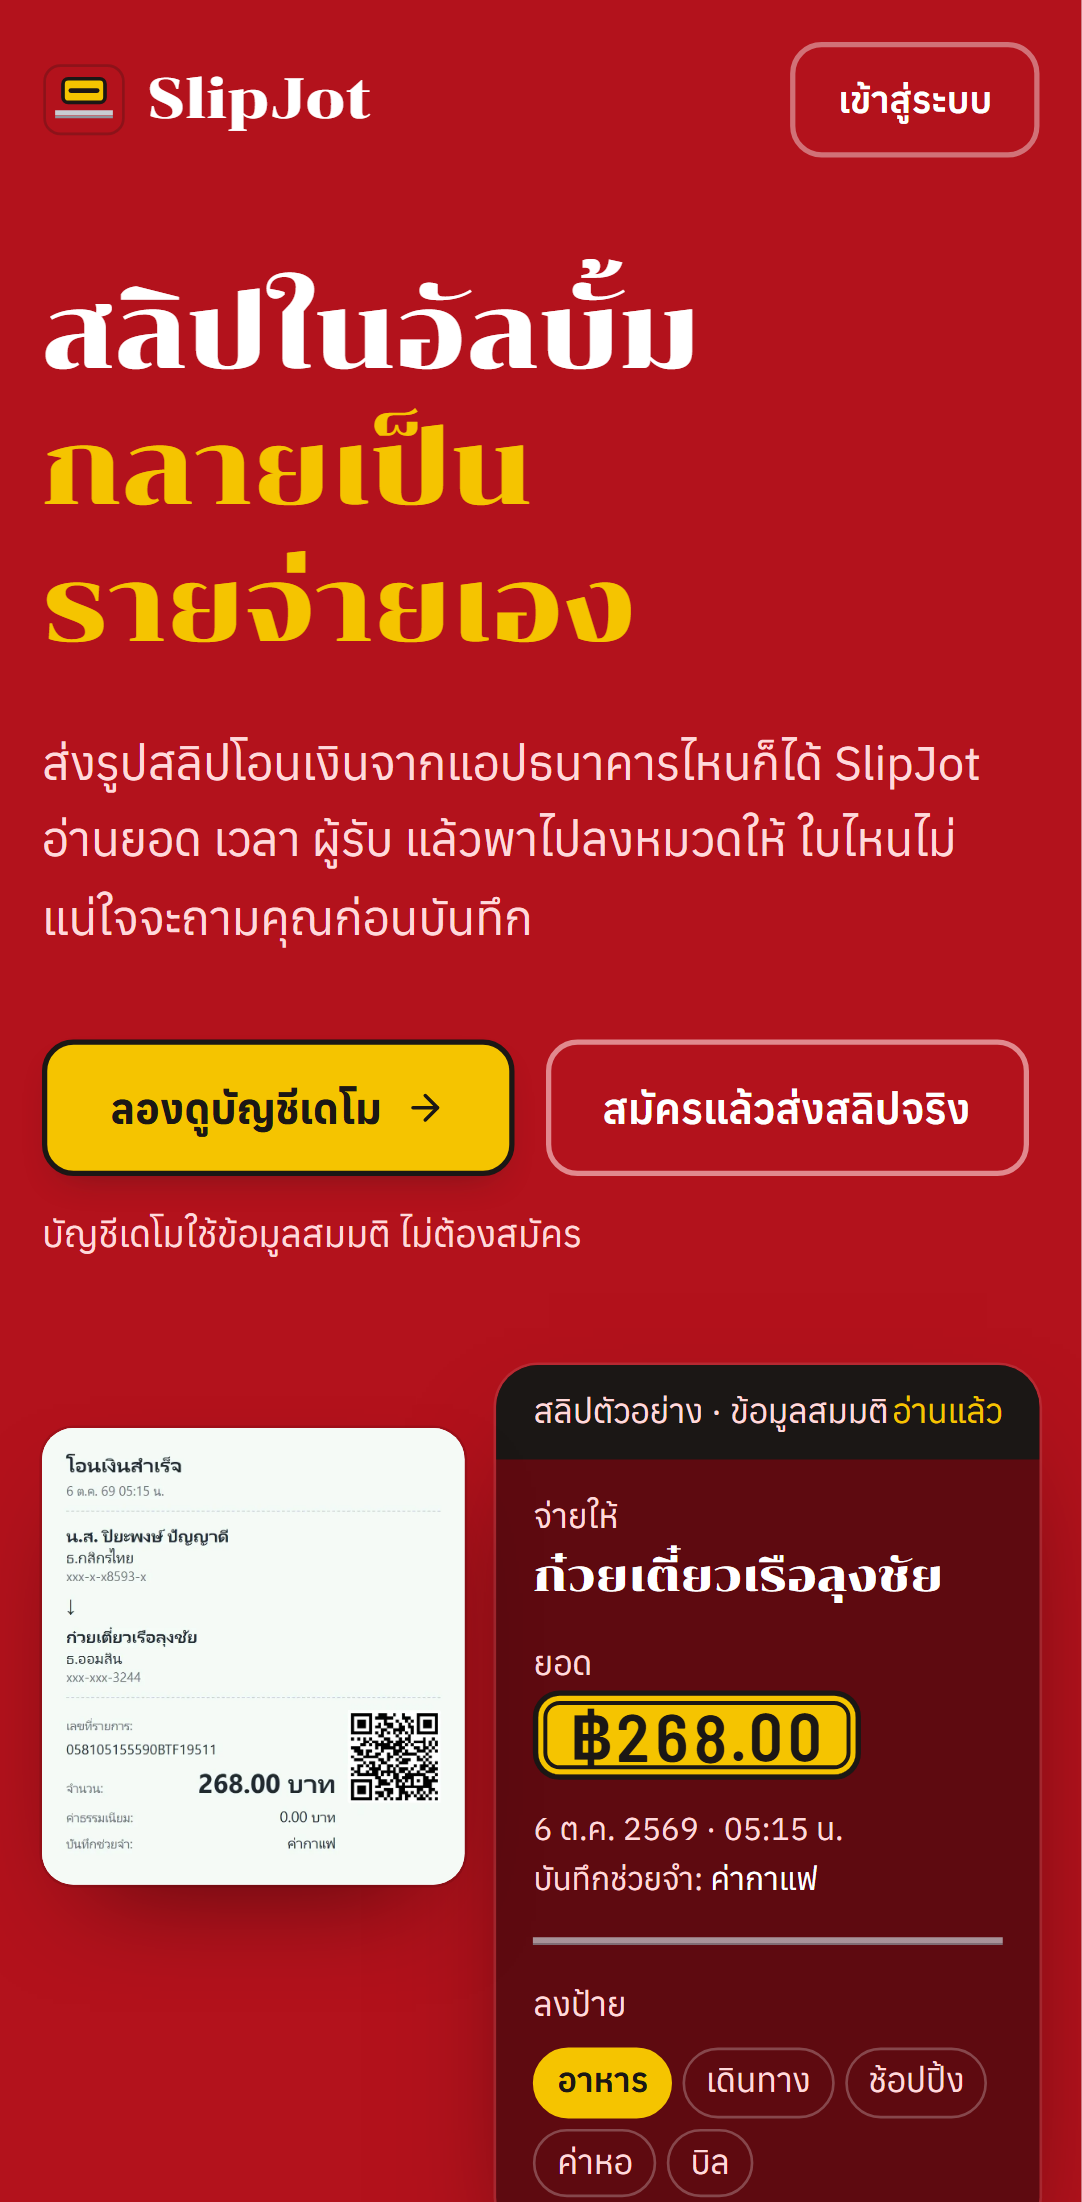 SlipJot
เข้าสู่ระบบ
สลิปในอัลบั้ม
กลายเป็น
รายจ่ายเอง
ส่งรูปสลิปโอนเงินจากแอปธนาคารไหนก็ได้ SlipJot
อ่านยอด เวลา ผู้รับ แล้วพาไปลงหมวดให้ ใบไหนไม่
แน่ใจจะถามคุณก่อนบันทึก
ลองดูบัญชีเดโม →
สมัครแล้วส่งสลิปจริง
บัญชีเดโมใช้ข้อมูลสมมติ ไม่ต้องสมัคร
โอนเงินสำเร็จ
6 ต.ค. 69 05:15 น.
น.ส. ปิยะพงษ์ ปัญญาดี
ธ.กสิกรไทย
xxx-x-x8593-x
↓
ก๋วยเตี๋ยวเรือลุงชัย
ธ.ออมสิน
xxx-xxx-3244
เลขที่รายการ:
058105155590BTF19511
จำนวน: 268.00 บาท
ค่าธรรมเนียม: 0.00 บาท
บันทึกช่วยจำ: ค่ากาแฟ
สลิปตัวอย่าง · ข้อมูลสมมติ อ่านแล้ว
จ่ายให้
ก๋วยเตี๋ยวเรือลุงชัย
ยอด
฿268.00
6 ต.ค. 2569 · 05:15 น.
บันทึกช่วยจำ: ค่ากาแฟ
ลงป้าย
อาหาร เดินทาง ช้อปปิ้ง
ค่าหอ บิล